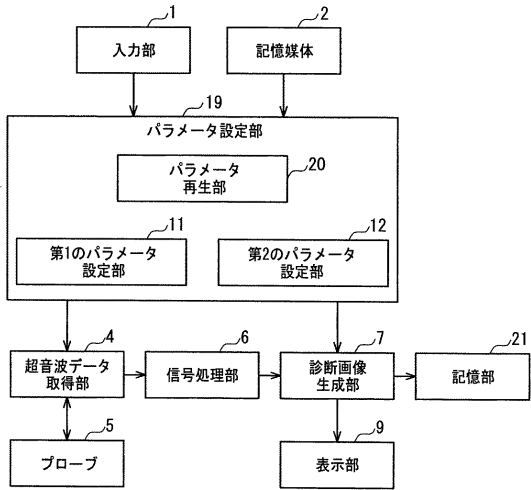 1
2
入力部
記憶媒体
19
パラメータ設定部
パラメータ
再生部
20
11
12
第1のパラメータ
設定部
第2のパラメータ
設定部
4
6
7
21
超音波データ
取得部
信号処理部
診断画像
生成部
記憶部
5
9
プローブ
表示部